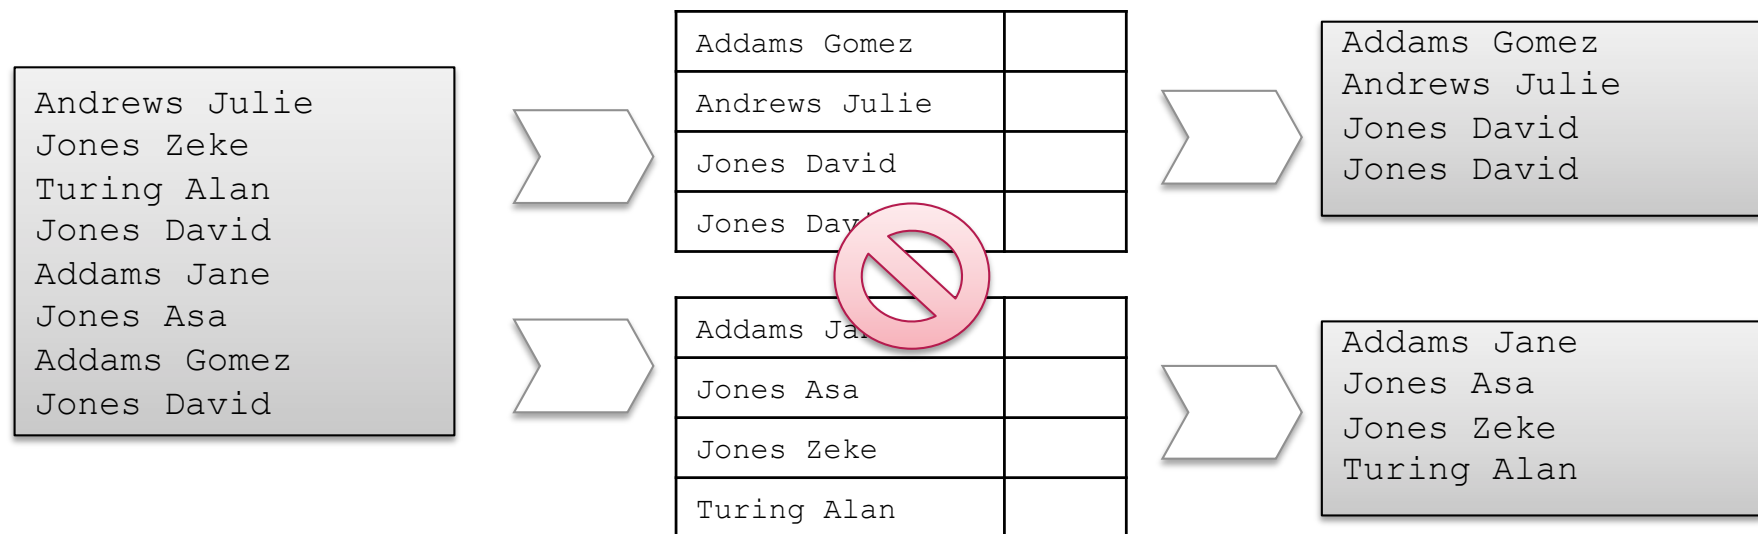 Andrews Julie
Jones Zeke
Turing Alan
Jones David
Addams Jane
Jones Asa
Addams Gomez
Jones David
Addams Gomez
Andrews Julie
Jones David
Jones
Addams
Jones Asa
Jones Zeke
Turing Alan
Addams Gomez
Andrews Julie
Jones David
Jones David
Addams Jane
Jones Asa
Jones Zeke
Turing Alan